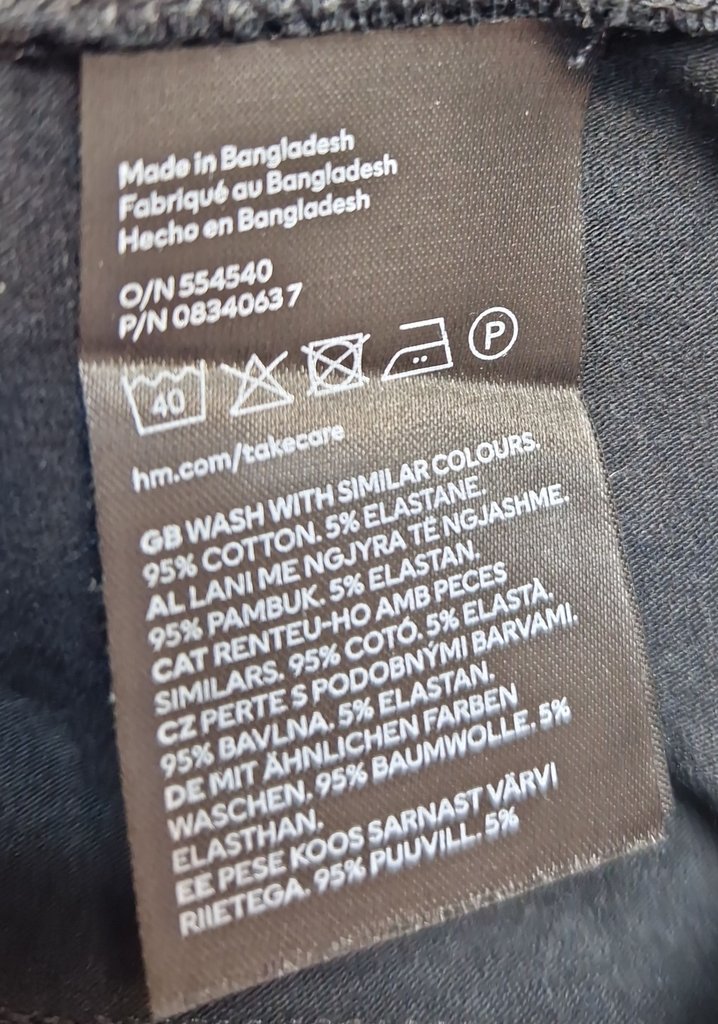 Made in Bangladesh
Fabriqué au Bangladesh
Hecho en Bangladesh
O/N 554540
P/N 08340637
40
P
hm.com/takecare
GB WASH WITH SIMILAR COLOURS.
95% COTTON. 5% ELASTANE.
AL LANI ME NGJYRA TË NGJASHME.
95% PAMBUK. 5% ELASTAN.
CAT RENTEU-HO AMB PECES
SIMILARS. 95% COTÓ. 5% ELASTÀ.
CZ PERTE S PODOBNÝMI BARVAMI.
95% BAVLNA. 5% ELASTAN.
DE MIT ÄHNLICHEN FARBEN
WASCHEN. 95% BAUMWOLLE. 5%
ELASTHAN.
EE PESE KOOS SARNAST VÄRVI
RIIETEGA. 95% PUUVILL. 5%